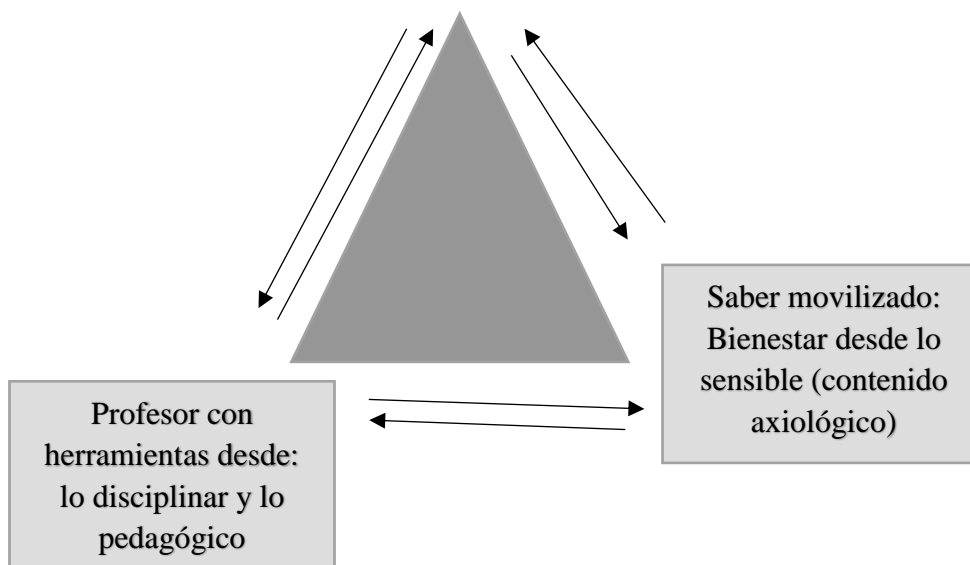 Saber movilizado:
Bienestar desde lo
sensible (contenido
axiológico)
Profesor con
herramientas desde:
lo disciplinar y lo
pedagógico